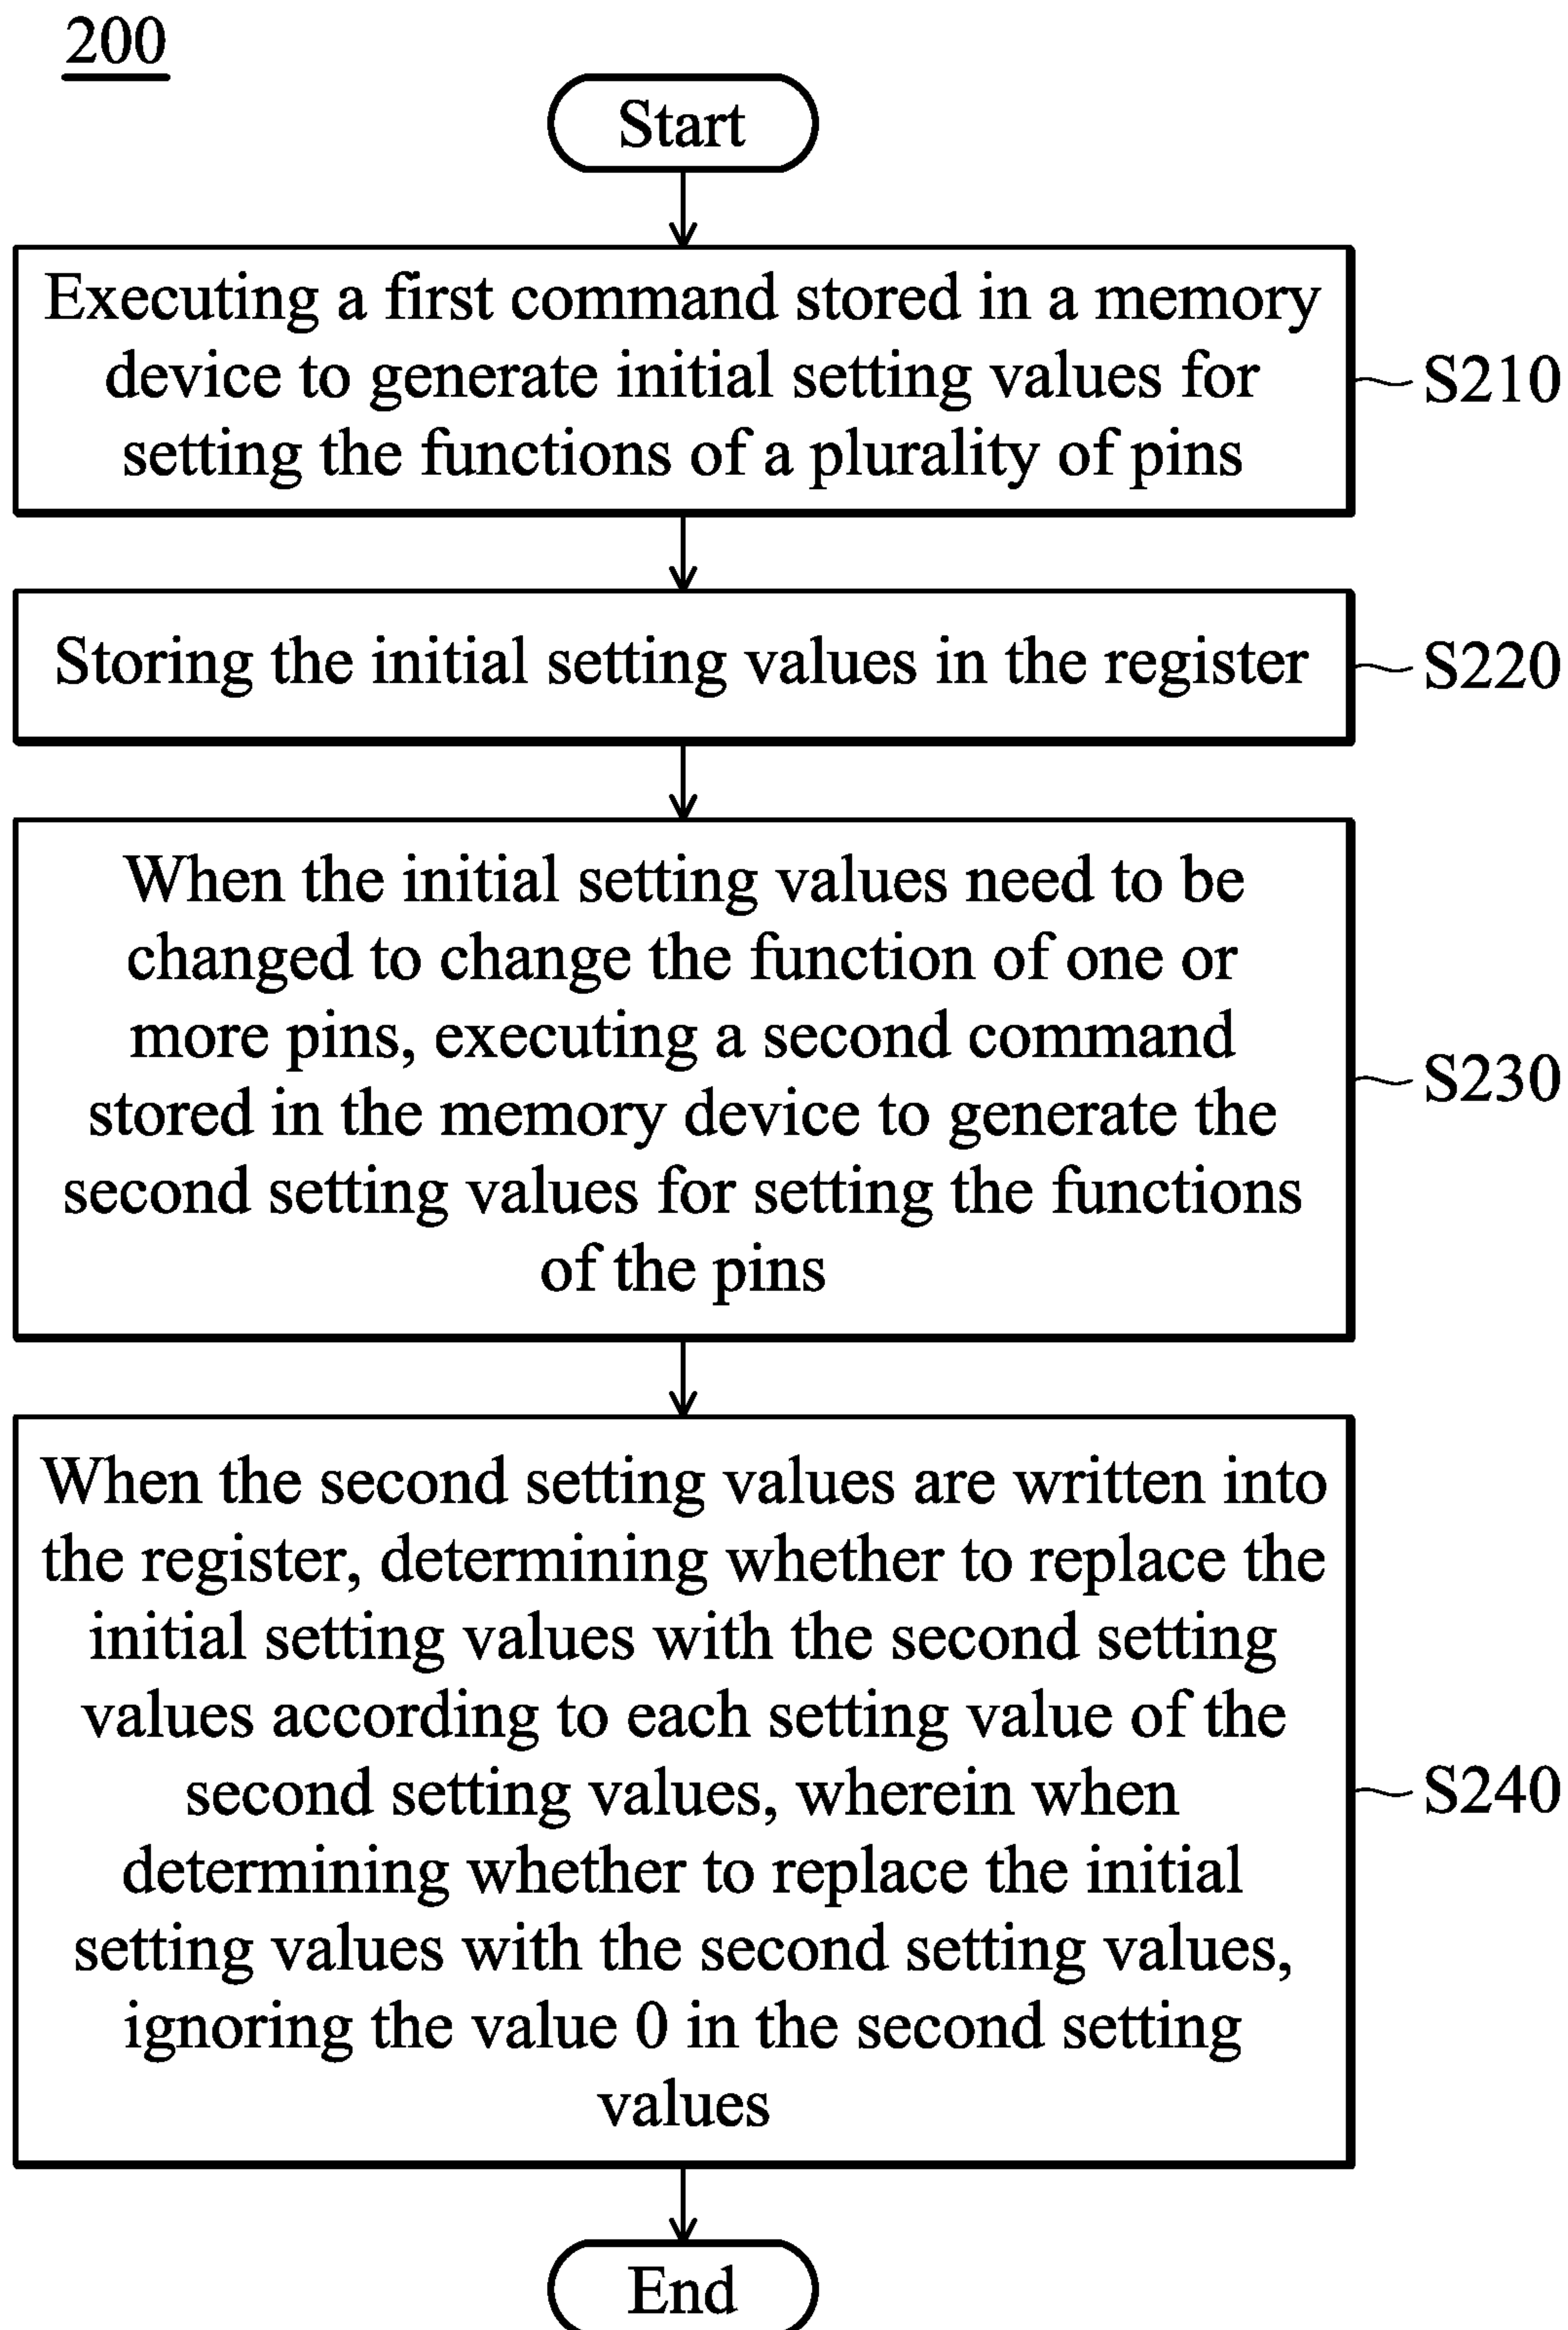 200
Start
Executing a first command stored in a memory
device to generate initial setting values for
setting the functions of a plurality of pins
S210
Storing the initial setting values in the register
S220
When the initial setting values need to be
changed to change the function of one or
more pins, executing a second command
stored in the memory device to generate the
second setting values for setting the functions
of the pins
S230
When the second setting values are written into
the register, determining whether to replace the
initial setting values with the second setting
values according to each setting value of the
second setting values, wherein when
determining whether to replace the initial
setting values with the second setting values,
ignoring the value 0 in the second setting
values
S240
End